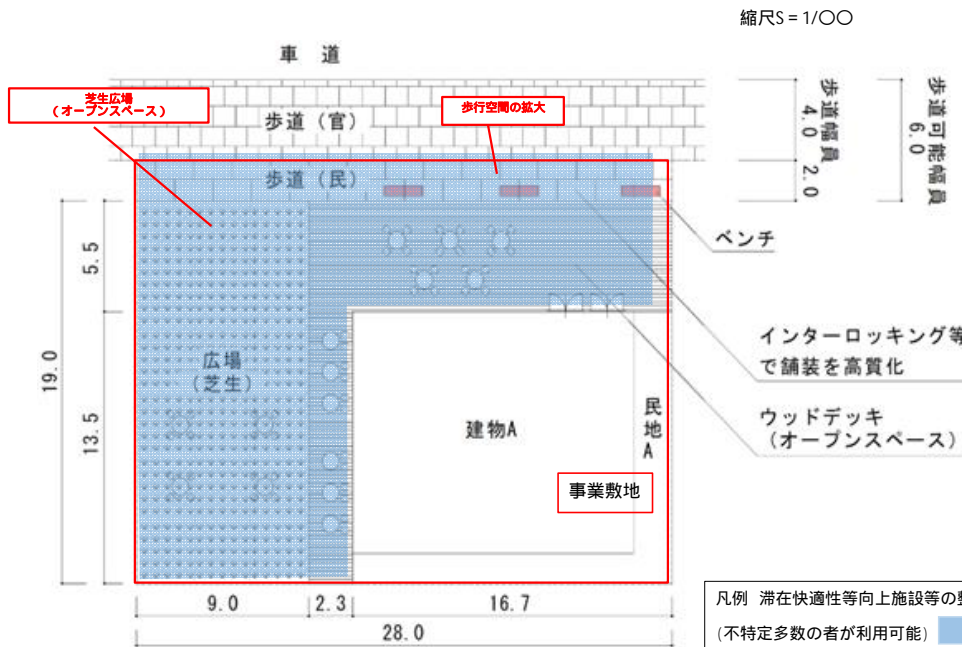 縮尺S=1/〇〇
車 道
芝生広場
(オープンスペース)
歩行空間の拡大
歩道(官)
歩道(民)
歩道幅員
4.0
2.0
歩道可能幅員
6.0
ベンチ
5.5
19.0
13.5
広場
(芝生)
インターロッキング等
で舗装を高質化
ウッドデッキ
(オープンスペース)
建物A
民地A
事業敷地
9.0
2.3
16.7
28.0
凡例 滞在快適性等向上施設等の
(不特定多数の者が利用可能)